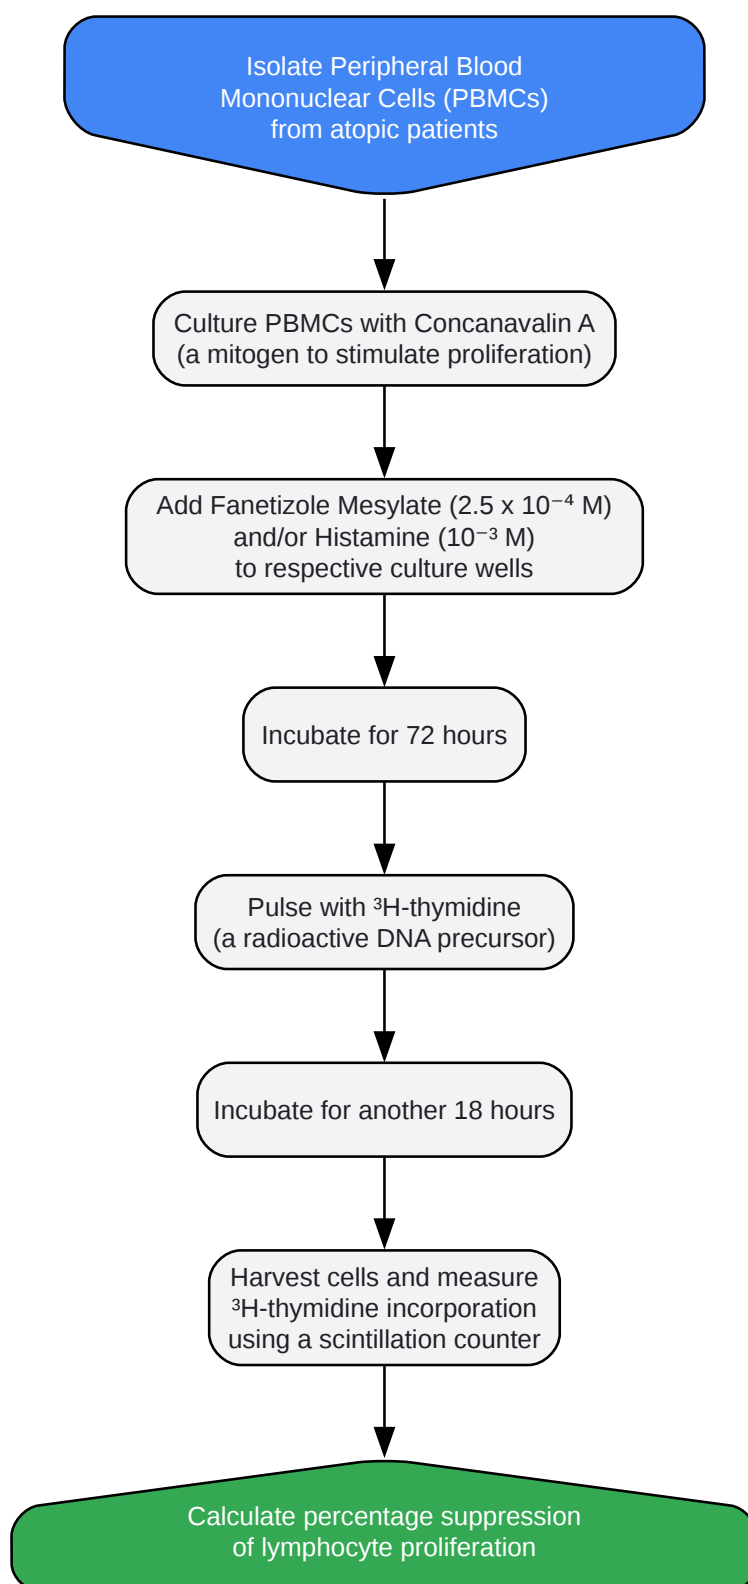 Isolate Peripheral Blood
Mononuclear Cells (PBMCs)
from atopic patients
Culture PBMCs with Concanavalin A
(a mitogen to stimulate proliferation)
Add Fanetizole Mesylate (2.5 x 10⁻⁴ M)
and/or Histamine (10⁻³ M)
to respective culture wells
Incubate for 72 hours
Pulse with ³H-thymidine
(a radioactive DNA precursor)
Incubate for another 18 hours
Harvest cells and measure
³H-thymidine incorporation
using a scintillation counter
Calculate percentage suppression
of lymphocyte proliferation